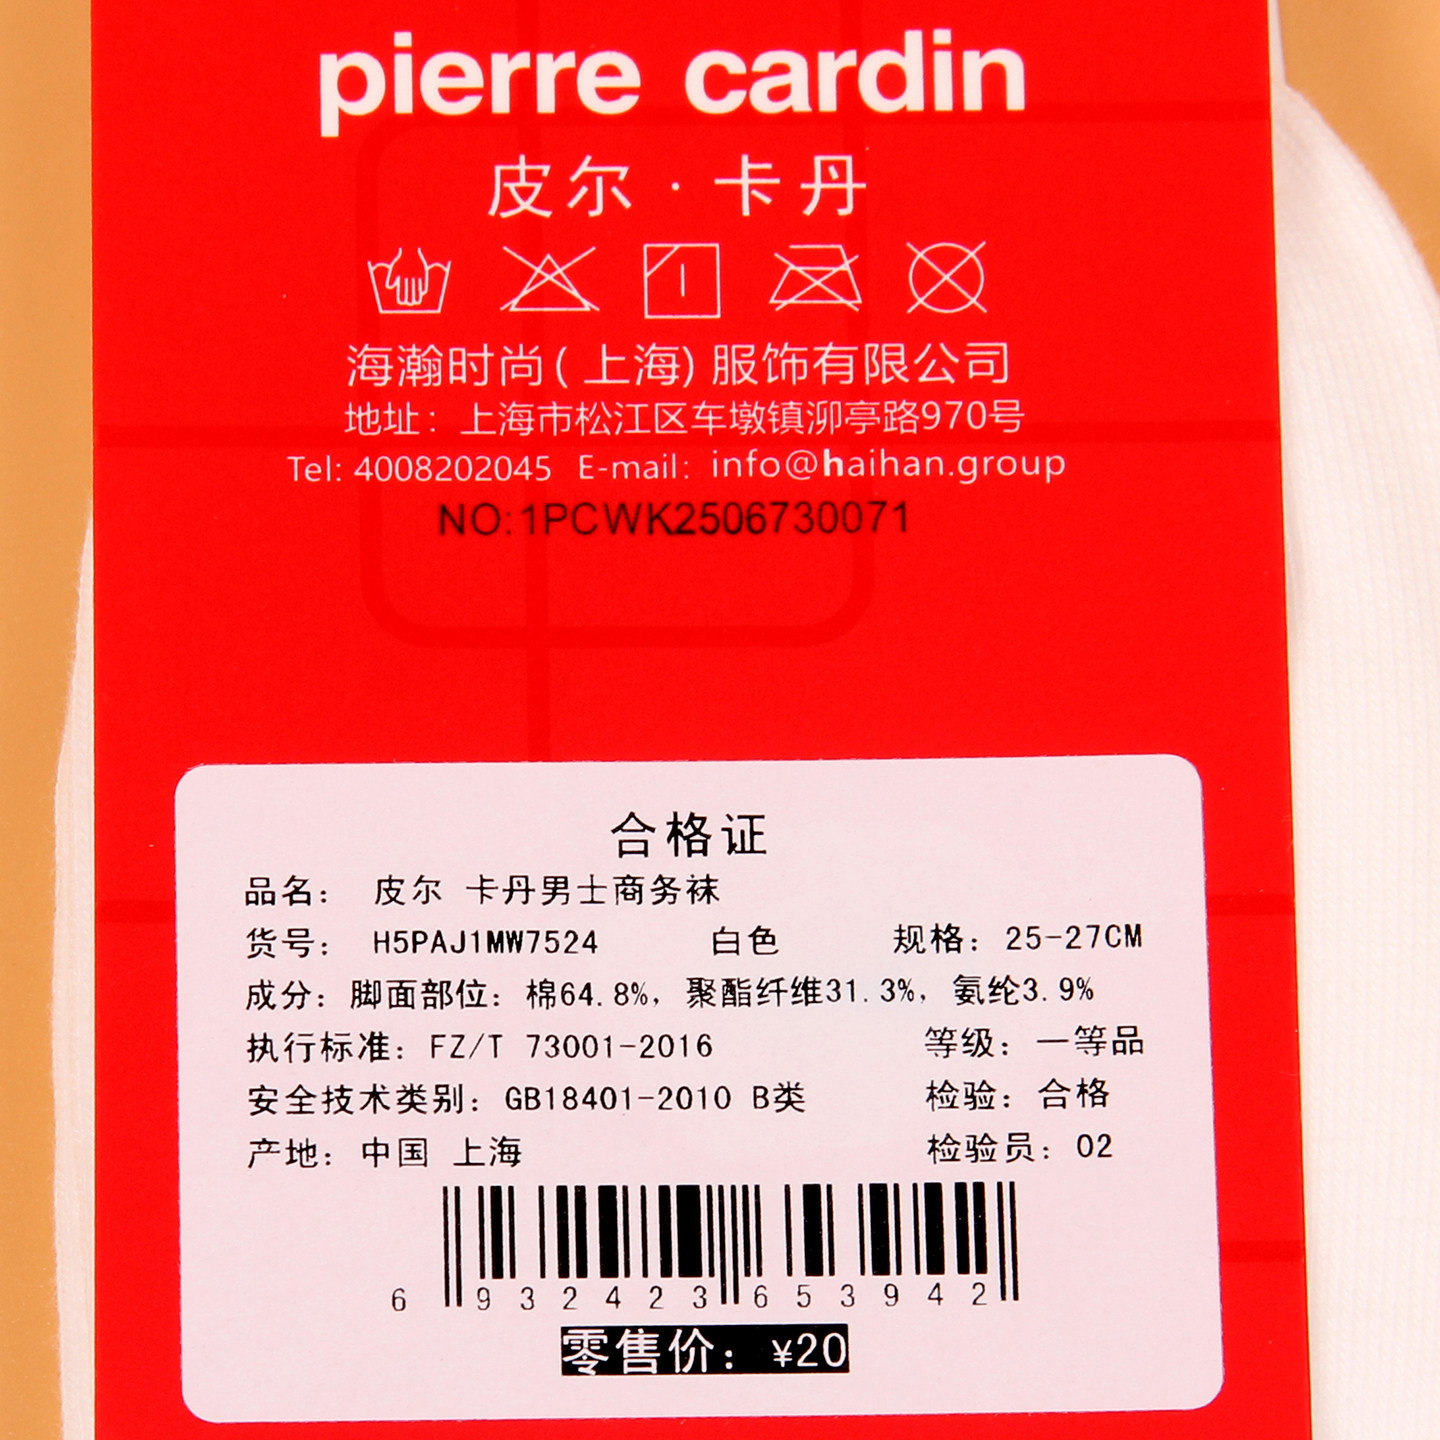 pierre cardin
皮尔·卡丹
海瀚时尚(上海)服饰有限公司
地址：上海市松江区车墩镇泖亭路970号
Tel: 4008202045 E-mail: info@haihan.group
NO:1PCWK2506730071
合格证
品名： 皮尔 卡丹男士商务袜
货号： H5PAJ1MW7524 白色 规格：25-27CM
成分：脚面部位：棉64.8%，聚酯纤维31.3%，氨纶3.9%
执行标准：FZ/T 73001-2016 等级：一等品
安全技术类别：GB18401-2010 B类 检验：合格
产地：中国 上海 检验员：02
6 932423 653942
零售价：¥20